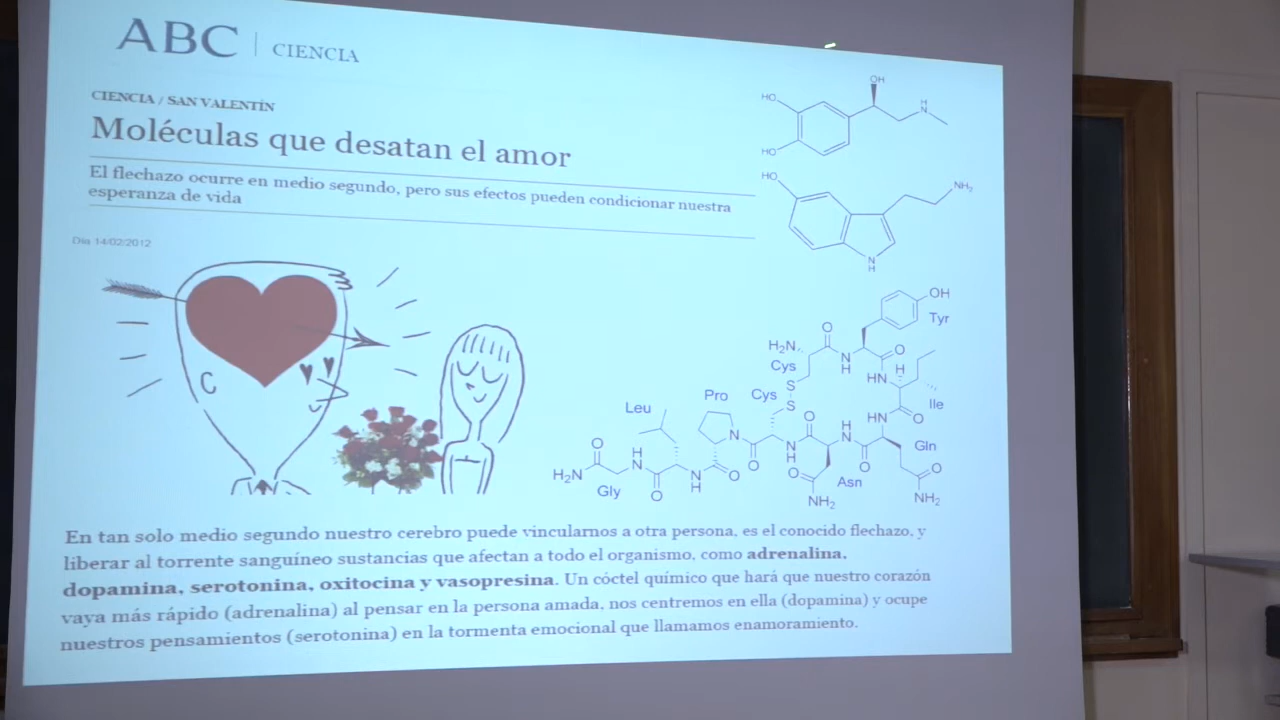 ABC | CIENCIA
CIENCIA / SAN VALENTÍN
Moléculas que desatan el amor
El flechazo ocurre en medio segundo, pero sus efectos pueden condicionar nuestra
esperanza de vida
Día 14/02/2012
OH
HO
H
N
HO
HO
NH2
N
H
OH
Tyr
O
H2N
O
Cys
N
H
HN
H
S
Ile
Pro
Cys
S
HN
O
Leu
O
H
N
N
Gln
O
H
N
O
N
H
O
O
H2N
O
N
H
O
O
Asn
NH2
Gly
O
NH2
En tan solo medio segundo nuestro cerebro puede vincularnos a otra persona, es el conocido flechazo, y
liberar al torrente sanguíneo sustancias que afectan a todo el organismo, como adrenalina,
dopamina, serotonina, oxitocina y vasopresina. Un cóctel químico que hará que nuestro corazón
vaya más rápido (adrenalina) al pensar en la persona amada, nos centremos en ella (dopamina) y ocupe
nuestros pensamientos (serotonina) en la tormenta emocional que llamamos enamoramiento.